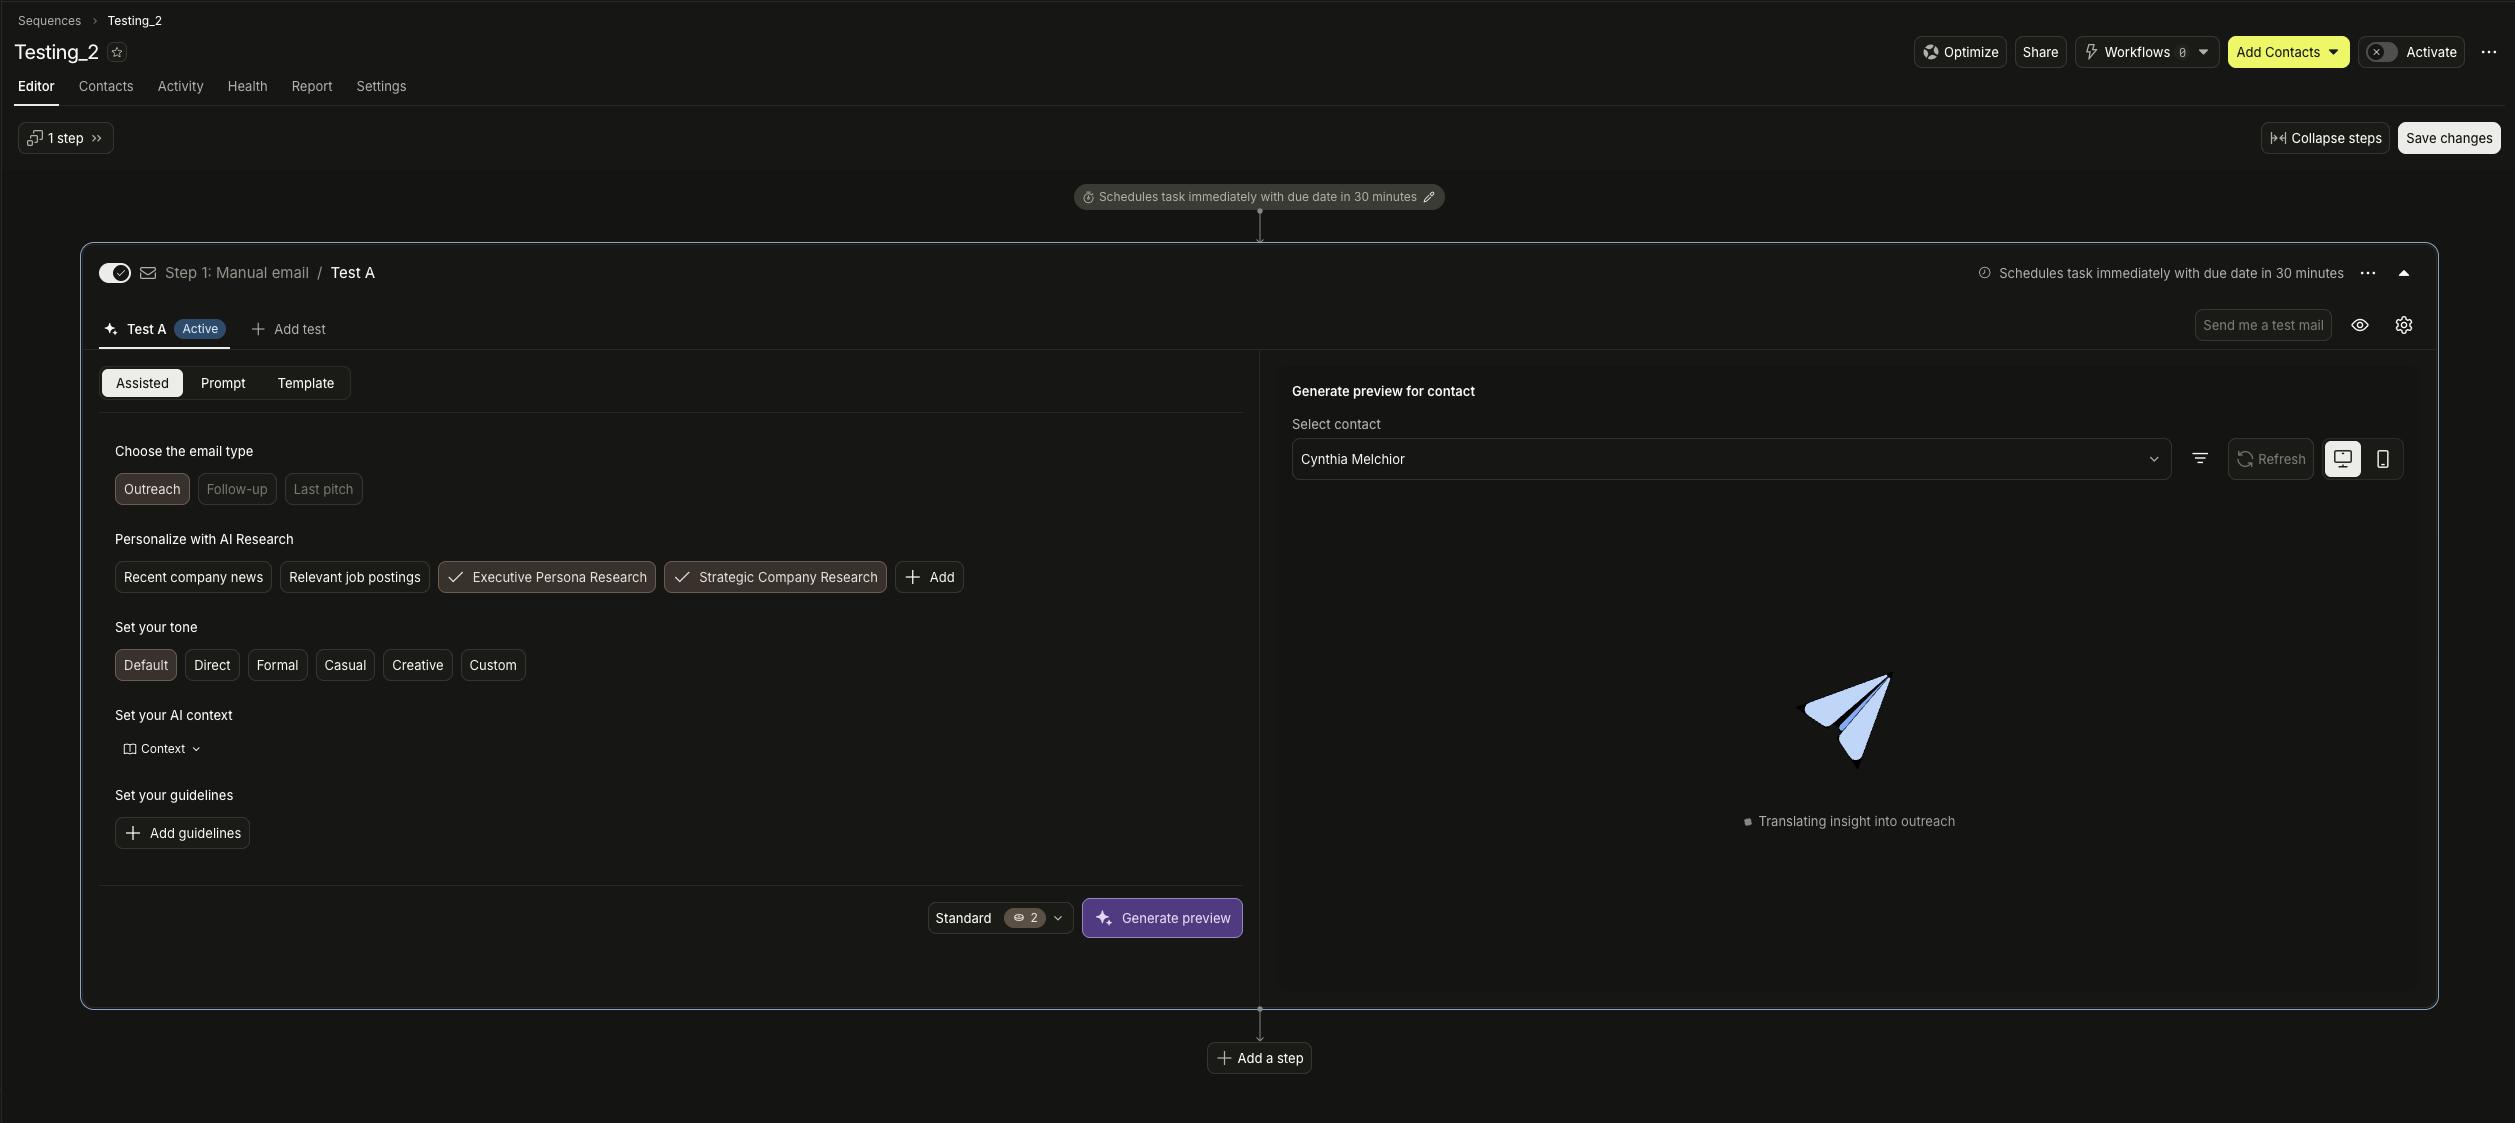 Sequences > Testing_2
Testing_2
Optimize
Share
Workflows 0
Add Contacts
Activate
Editor
Contacts
Activity
Health
Report
Settings
1 step
Collapse steps
Save changes
Schedules task immediately with due date in 30 minutes
Step 1: Manual email / Test A
Schedules task immediately with due date in 30 minutes
Test A Active
Add test
Send me a test mail
Assisted
Prompt
Template
Choose the email type
Outreach
Follow-up
Last pitch
Personalize with AI Research
Recent company news
Relevant job postings
Executive Persona Research
Strategic Company Research
Add
Set your tone
Default
Direct
Formal
Casual
Creative
Custom
Set your AI context
Context
Set your guidelines
Add guidelines
Standard 2
Generate preview
Generate preview for contact
Select contact
Cynthia Melchior
Refresh
Translating insight into outreach
Add a step